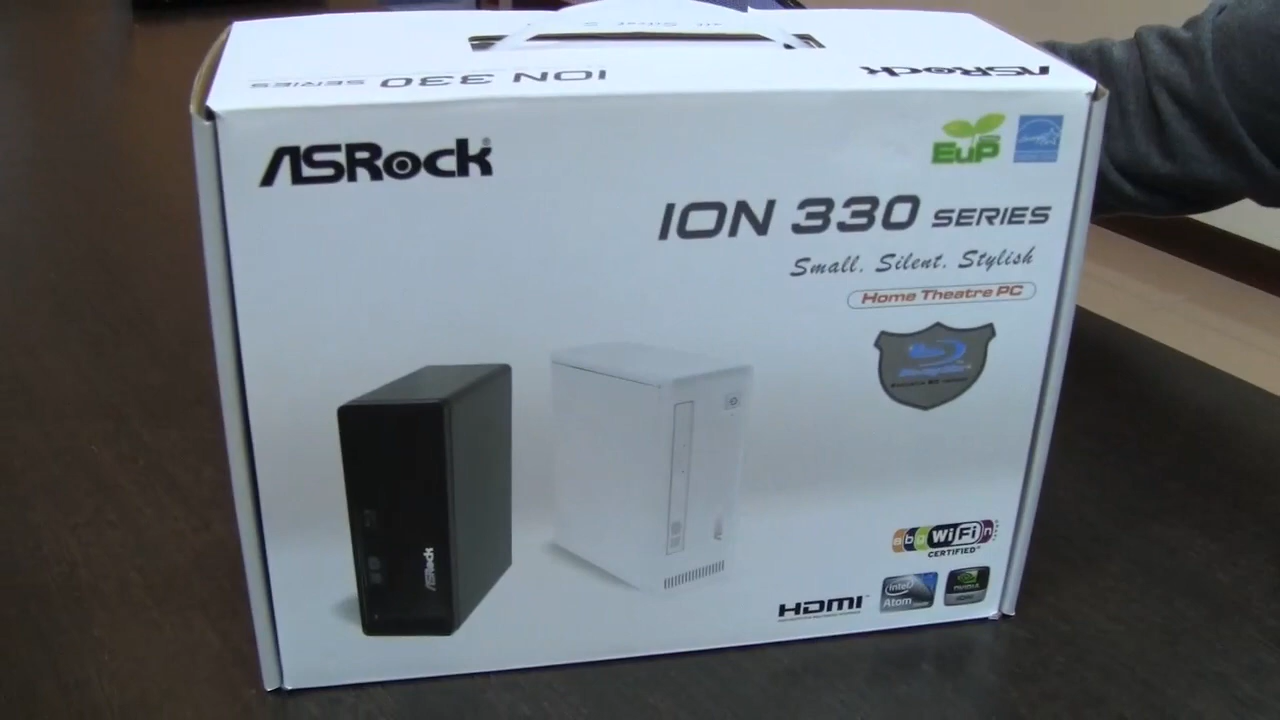 ION 330 SERIES
ASRock
ASRock®
EuP
ION 330 SERIES
Small. Silent. Stylish
Home Theatre PC
ASRock
a b g WiFi n
CERTIFIED
HDMI
intel
Atom
NVIDIA